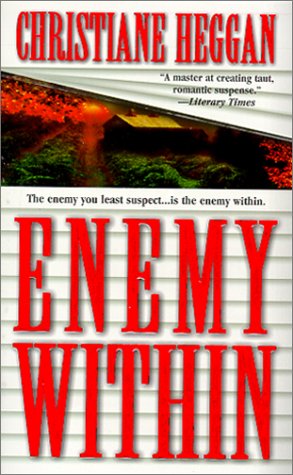 CHRISTIANE HEGGAN
"A master at creating taut,
romantic suspense."
—Literary Times
The enemy you least suspect...is the enemy within.
ENEMY
WITHIN